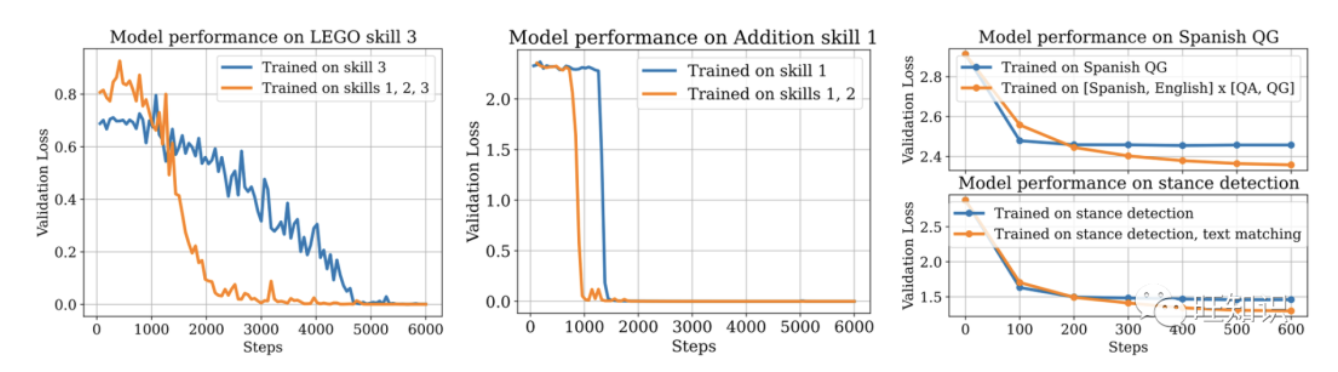 Model performance on LEGO skill 3
Trained on skill 3
Trained on skills 1, 2, 3
0.8
0.6
0.4
0.2
0.0
Validation Loss
0 1000 2000 3000 4000 5000 6000
Steps
Model performance on Addition skill 1
Trained on skill 1
Trained on skills 1, 2
2.0
1.5
1.0
0.5
0.0
Validation Loss
0 1000 2000 3000 4000 5000 6000
Steps
Model performance on Spanish QG
Trained on Spanish QG
Trained on [Spanish, English] x [QA, QG]
2.8
2.6
2.4
Validation Loss
Model performance on stance detection
Trained on stance detection
Trained on stance detection, text matching
2.5
2.0
1.5
Validation Loss
0 100 200 300 400 500 600
Steps